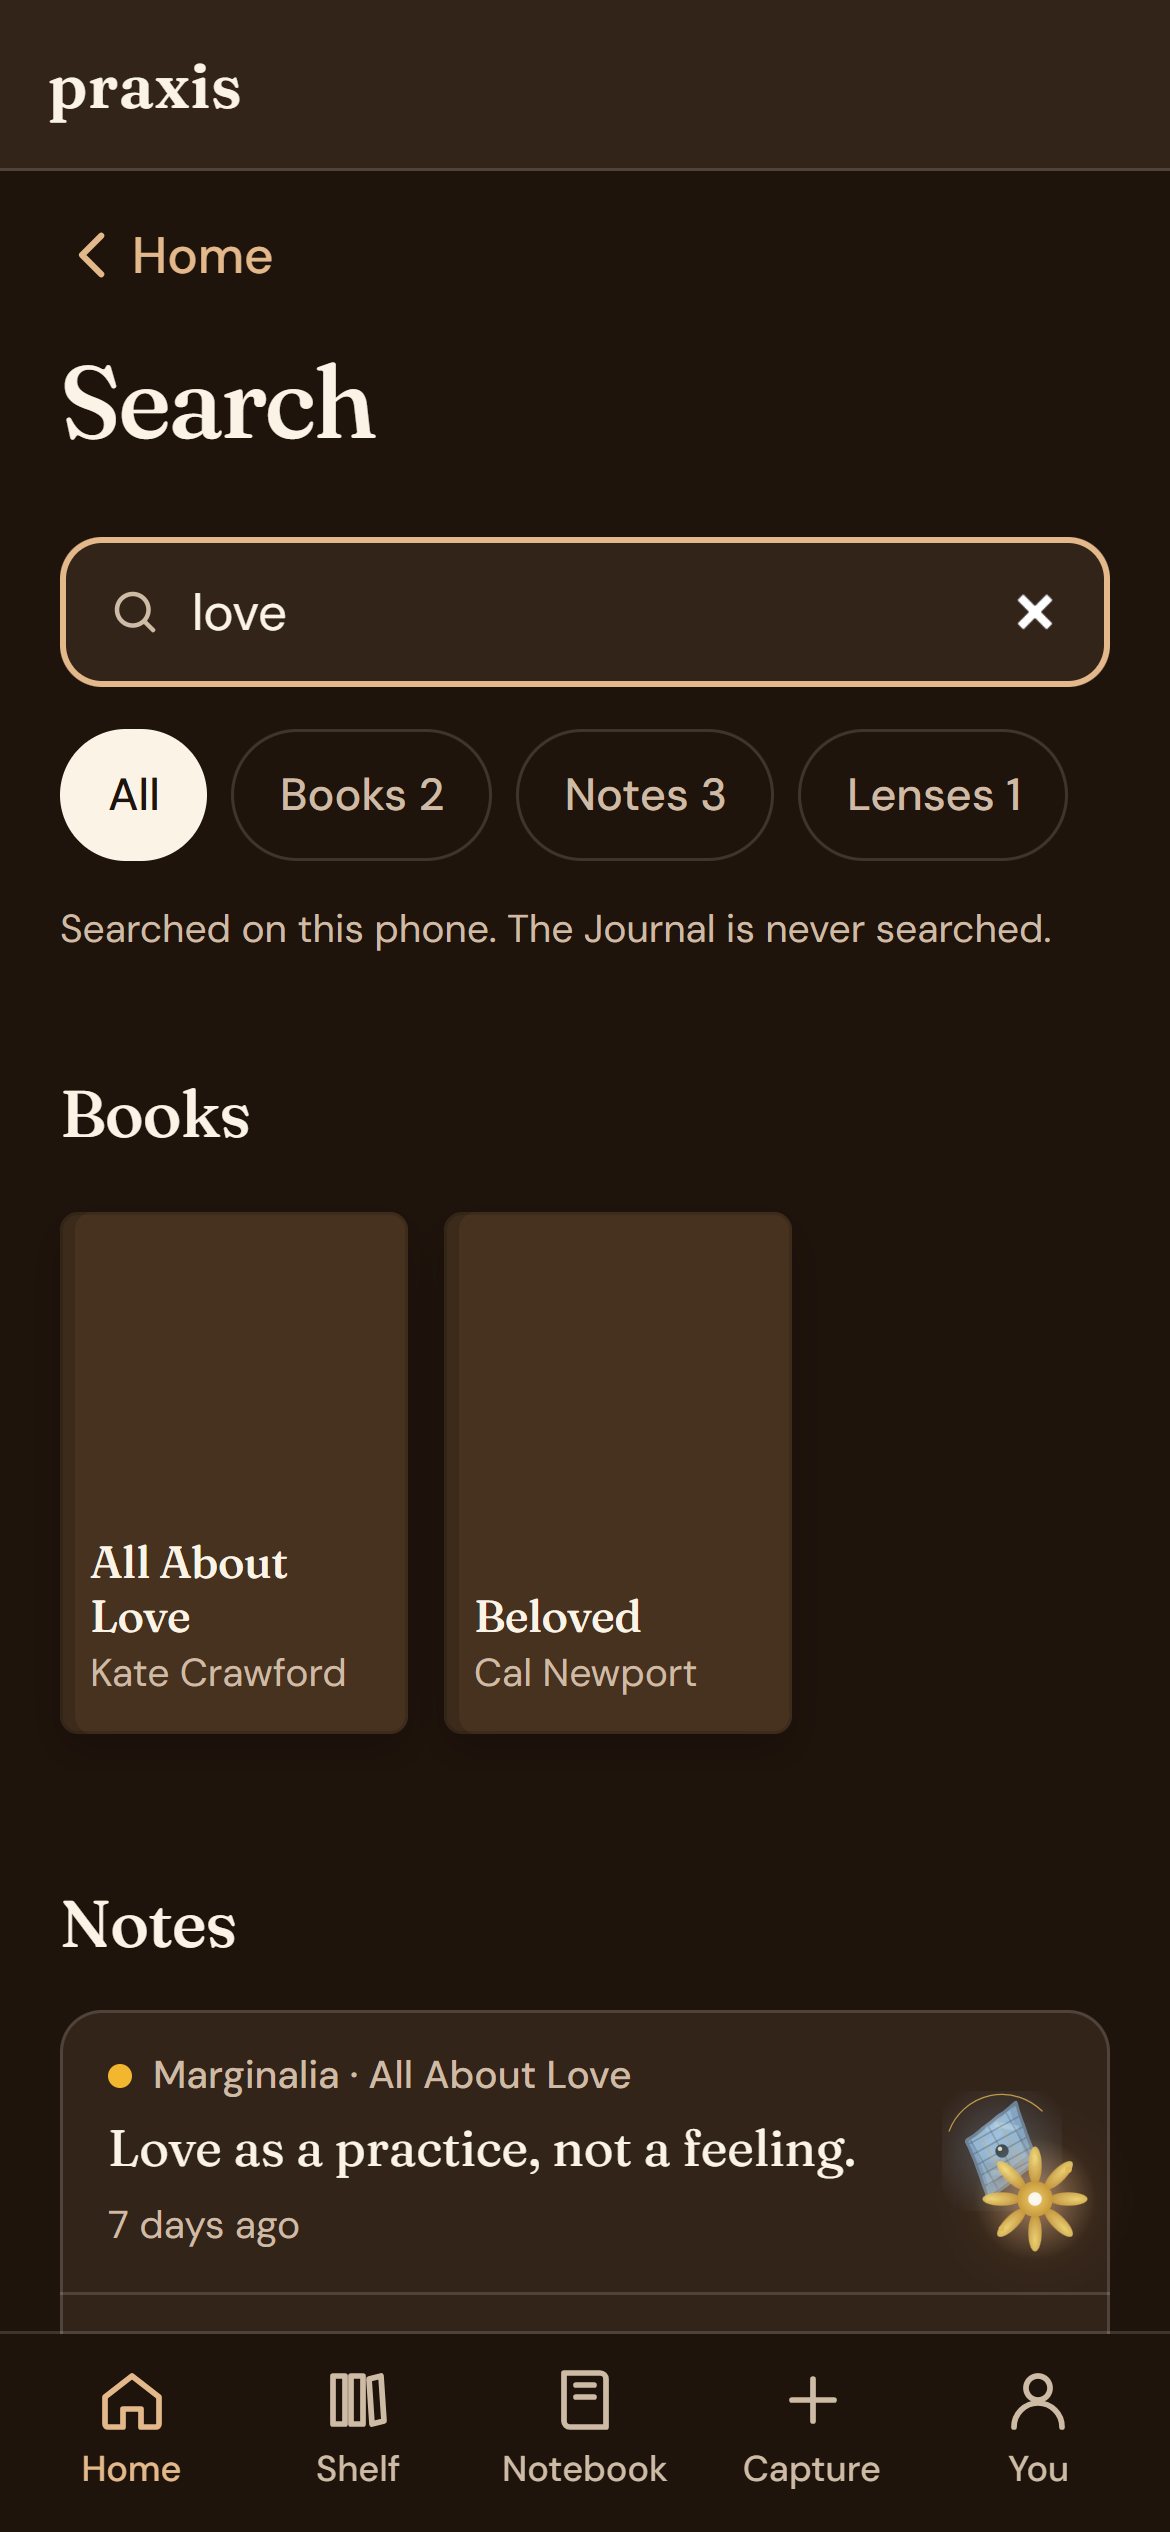 praxis
Home
Search
love
All
Books 2
Notes 3
Lenses 1
Searched on this phone. The Journal is never searched.
Books
All About
Love
Kate Crawford
Beloved
Cal Newport
Notes
Marginalia · All About Love
Love as a practice, not a feeling.
7 days ago
Home
Shelf
Notebook
Capture
You